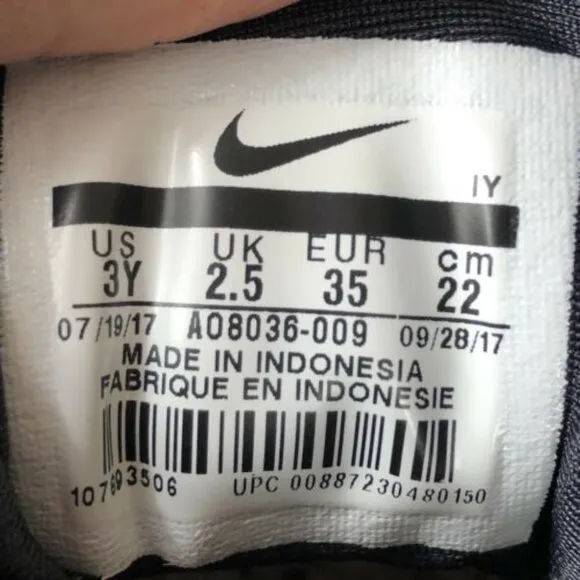 IY
US UK EUR cm
3Y 2.5 35 22
07/19/17 AO8036-009 09/28/17
MADE IN INDONESIA
FABRIQUE EN INDONESIE
107693506 UPC 00887230480150